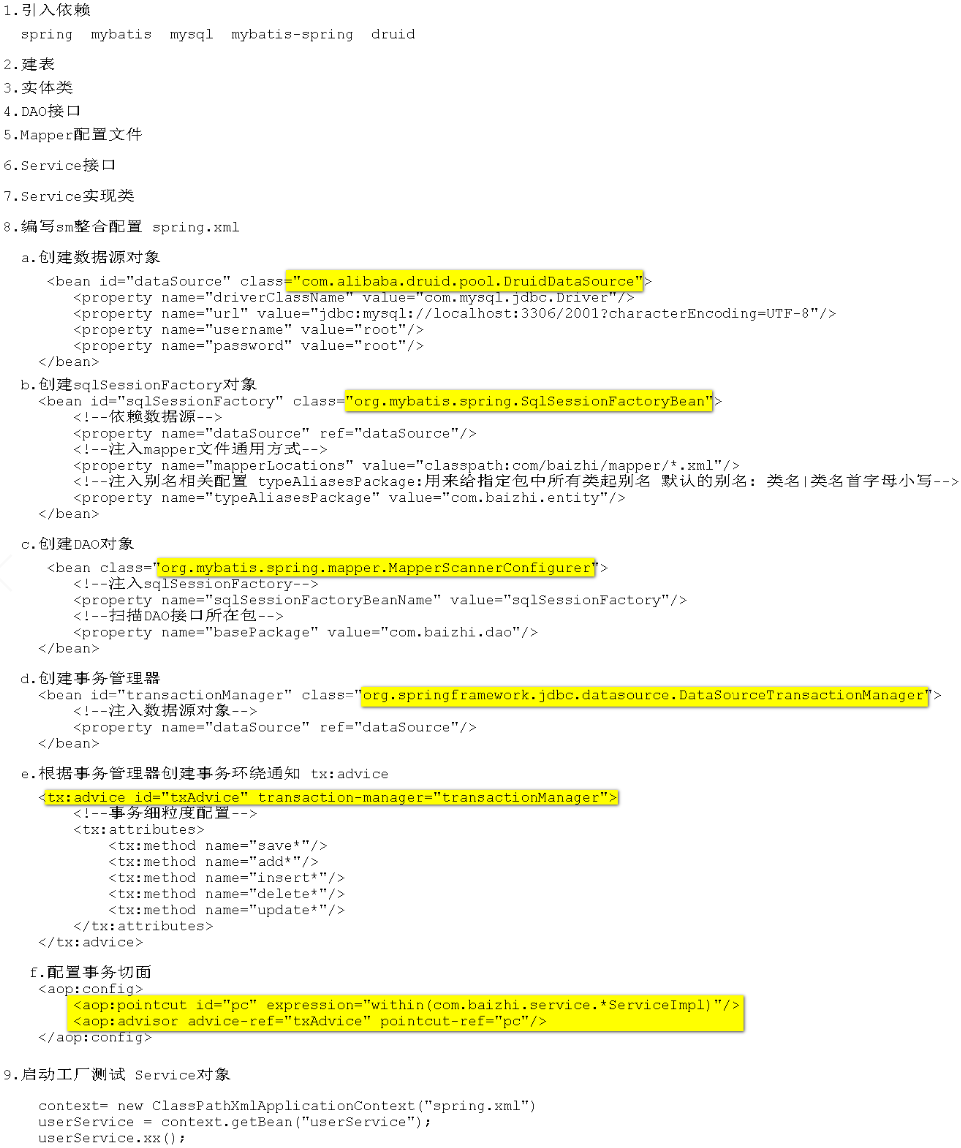 1.引入依赖
spring mybatis mysql mybatis-spring druid
2.建表
3.实体类
4.DAO接口
5.Mapper配置文件
6.Service接口
7.Service实现类
8.编写sm整合配置 spring.xml
a.创建数据源对象
<bean id="dataSource" class="com.alibaba.druid.pool.DruidDataSource">
<property name="driverClassName" value="com.mysql.jdbc.Driver"/>
<property name="url" value="jdbc:mysql://localhost:3306/2001?characterEncoding=UTF-8"/>
<property name="username" value="root"/>
<property name="password" value="root"/>
</bean>
b.创建sqlSessionFactory对象
<bean id="sqlSessionFactory" class="org.mybatis.spring.SqlSessionFactoryBean">
<!--依赖数据源-->
<property name="dataSource" ref="dataSource"/>
<!--注入mapper文件通用方式-->
<property name="mapperLocations" value="classpath:com/baizhi/mapper/*.xml"/>
<!--注入别名相关配置 typeAliasesPackage:用来给指定包中所有类起别名 默认的别名: 类名|类名首字母小写-->
<property name="typeAliasesPackage" value="com.baizhi.entity"/>
</bean>
c.创建DAO对象
<bean class="org.mybatis.spring.mapper.MapperScannerConfigurer">
<!--注入sqlSessionFactory-->
<property name="sqlSessionFactoryBeanName" value="sqlSessionFactory"/>
<!--扫描DAO接口所在包-->
<property name="basePackage" value="com.baizhi.dao"/>
</bean>
d.创建事务管理器
<bean id="transactionManager" class="org.springframework.jdbc.datasource.DataSourceTransactionManager">
<!--注入数据源对象-->
<property name="dataSource" ref="dataSource"/>
</bean>
e.根据事务管理器创建事务环绕通知 tx:advice
<tx:advice id="txAdvice" transaction-manager="transactionManager">
<!--事务细粒度配置-->
<tx:attributes>
<tx:method name="save*"/>
<tx:method name="add*"/>
<tx:method name="insert*"/>
<tx:method name="delete*"/>
<tx:method name="update*"/>
</tx:attributes>
</tx:advice>
f.配置事务切面
<aop:config>
<aop:pointcut id="pc" expression="within(com.baizhi.service.*ServiceImpl)"/>
<aop:advisor advice-ref="txAdvice" pointcut-ref="pc"/>
</aop:config>
9.启动工厂测试 Service对象
context= new ClassPathXmlApplicationContext("spring.xml")
userService = context.getBean("userService");
userService.xx();